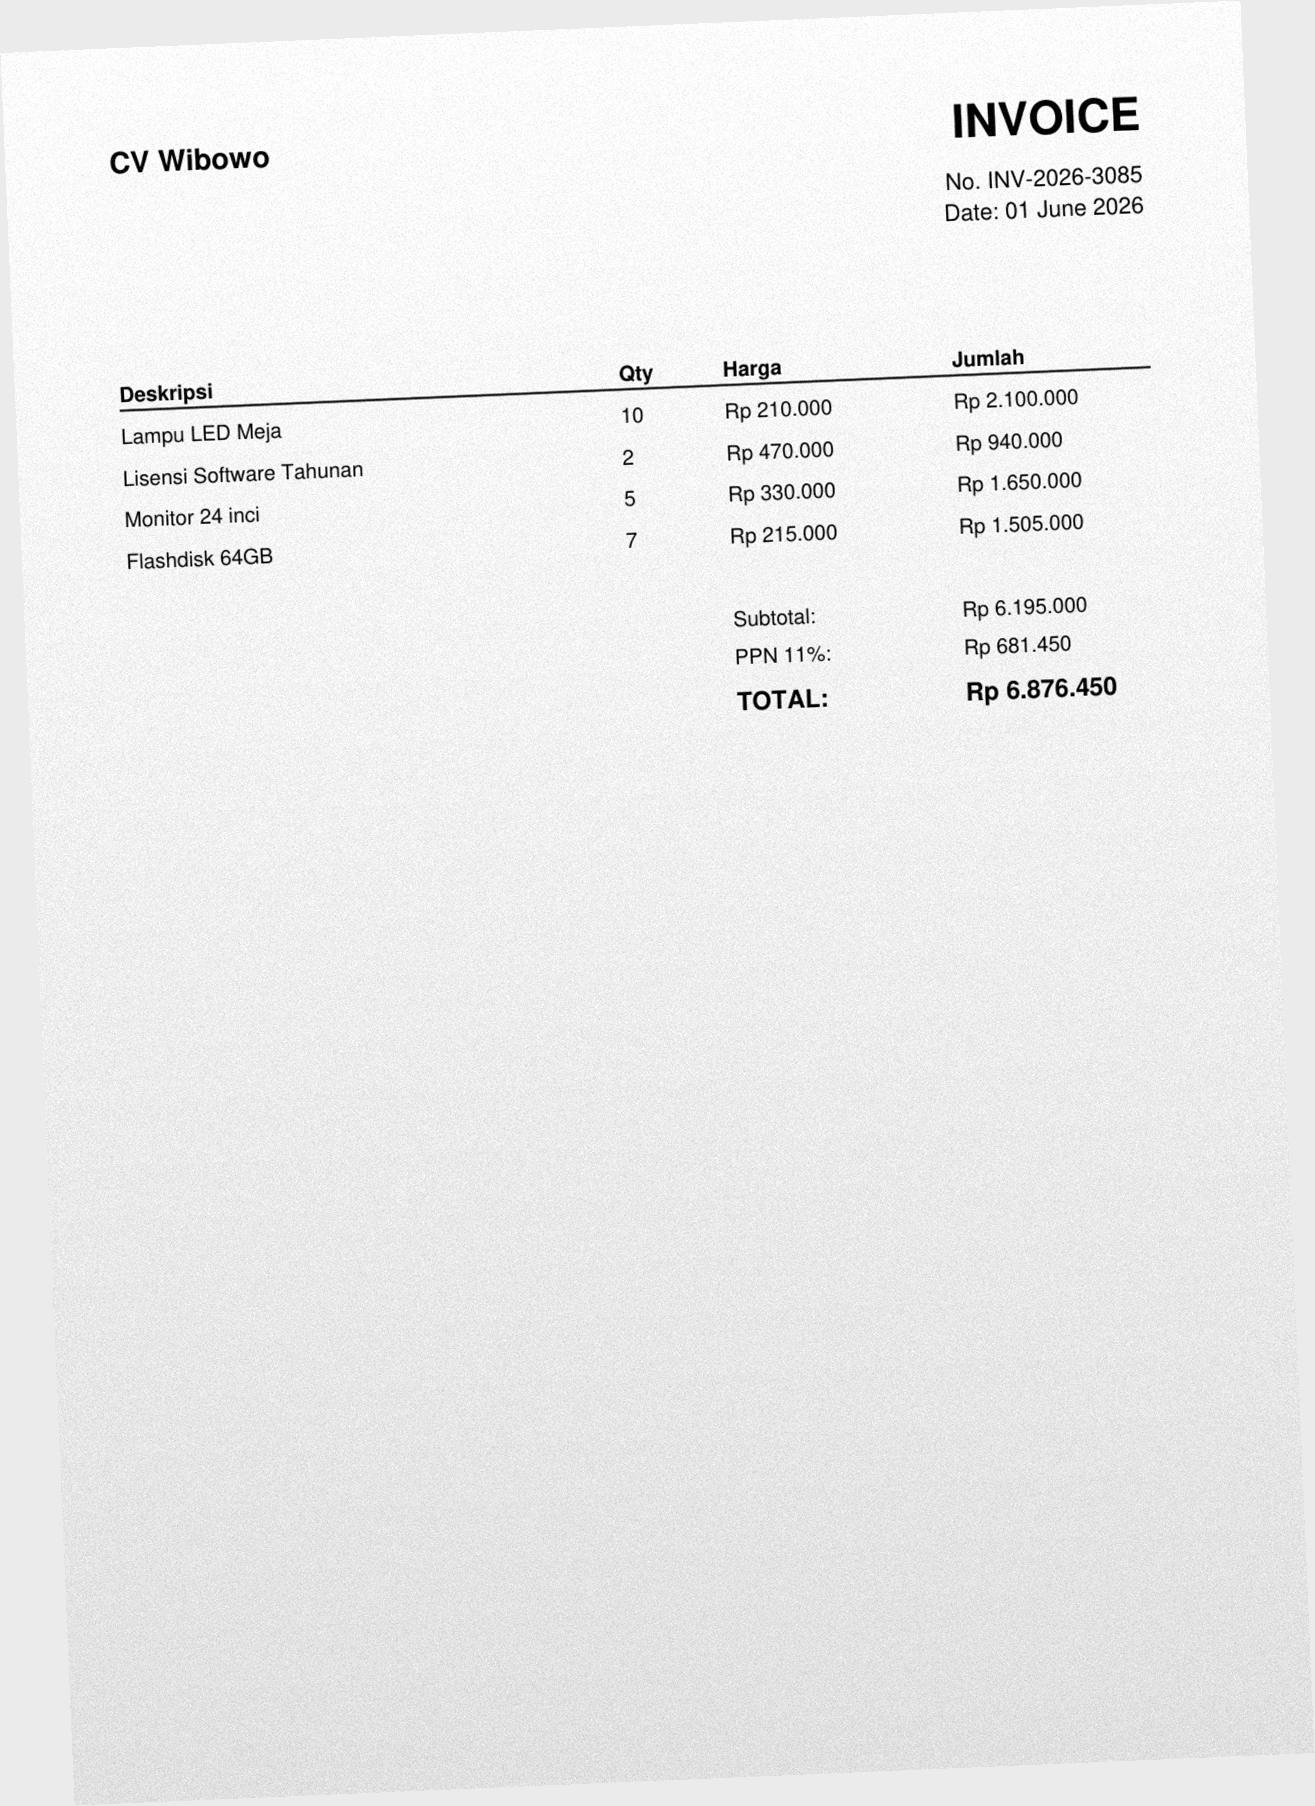 CV Wibowo
INVOICE
No. INV-2026-3085
Date: 01 June 2026
Deskripsi Qty Harga Jumlah
Lampu LED Meja 10 Rp 210.000 Rp 2.100.000
Lisensi Software Tahunan 2 Rp 470.000 Rp 940.000
Monitor 24 inci 5 Rp 330.000 Rp 1.650.000
Flashdisk 64GB 7 Rp 215.000 Rp 1.505.000
Subtotal: Rp 6.195.000
PPN 11%: Rp 681.450
TOTAL: Rp 6.876.450